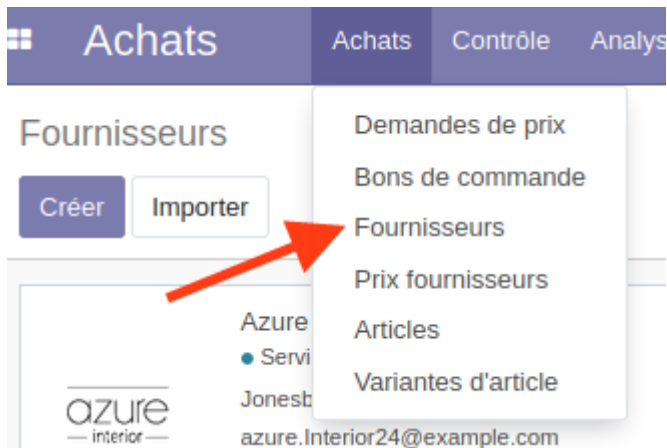 Achats
Achats Contrôle Analys
Fournisseurs
Créer Importer
Demandes de prix
Bons de commande
Fournisseurs
Prix fournisseurs
Articles
Variantes d'article
Azure
Servi
Jonesb
azure.Interior24@example.com
azure
interior